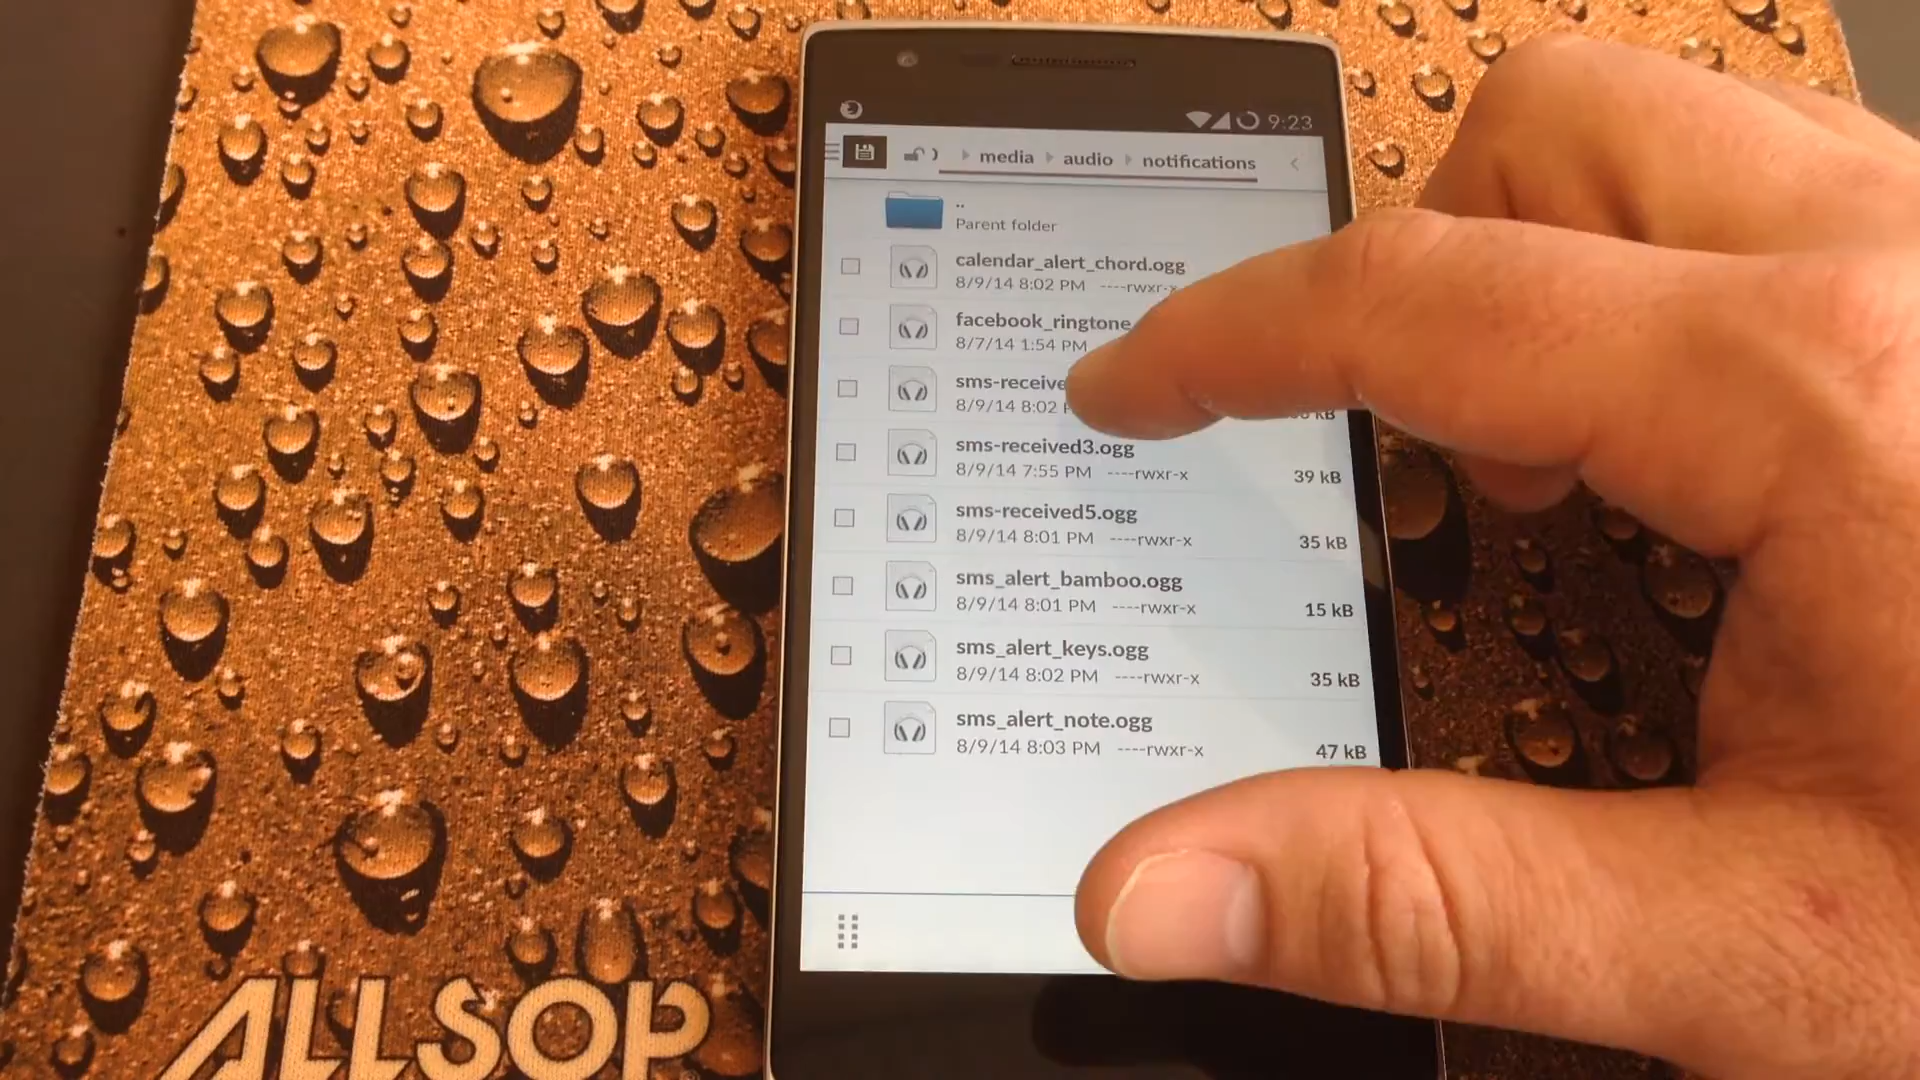 9:23
media audio notifications
..
Parent folder
calendar_alert_chord.ogg
8/9/14 8:02 PM ----rwxr-x
facebook_ringtone
8/7/14 1:54 PM
sms-receive
8/9/14 8:02
kB
sms-received3.ogg
8/9/14 7:55 PM ----rwxr-x 39 kB
sms-received5.ogg
8/9/14 8:01 PM ----rwxr-x 35 kB
sms_alert_bamboo.ogg
8/9/14 8:01 PM ----rwxr-x 15 kB
sms_alert_keys.ogg
8/9/14 8:02 PM ----rwxr-x 35 kB
sms_alert_note.ogg
8/9/14 8:03 PM ----rwxr-x 47 kB
ALLSOP